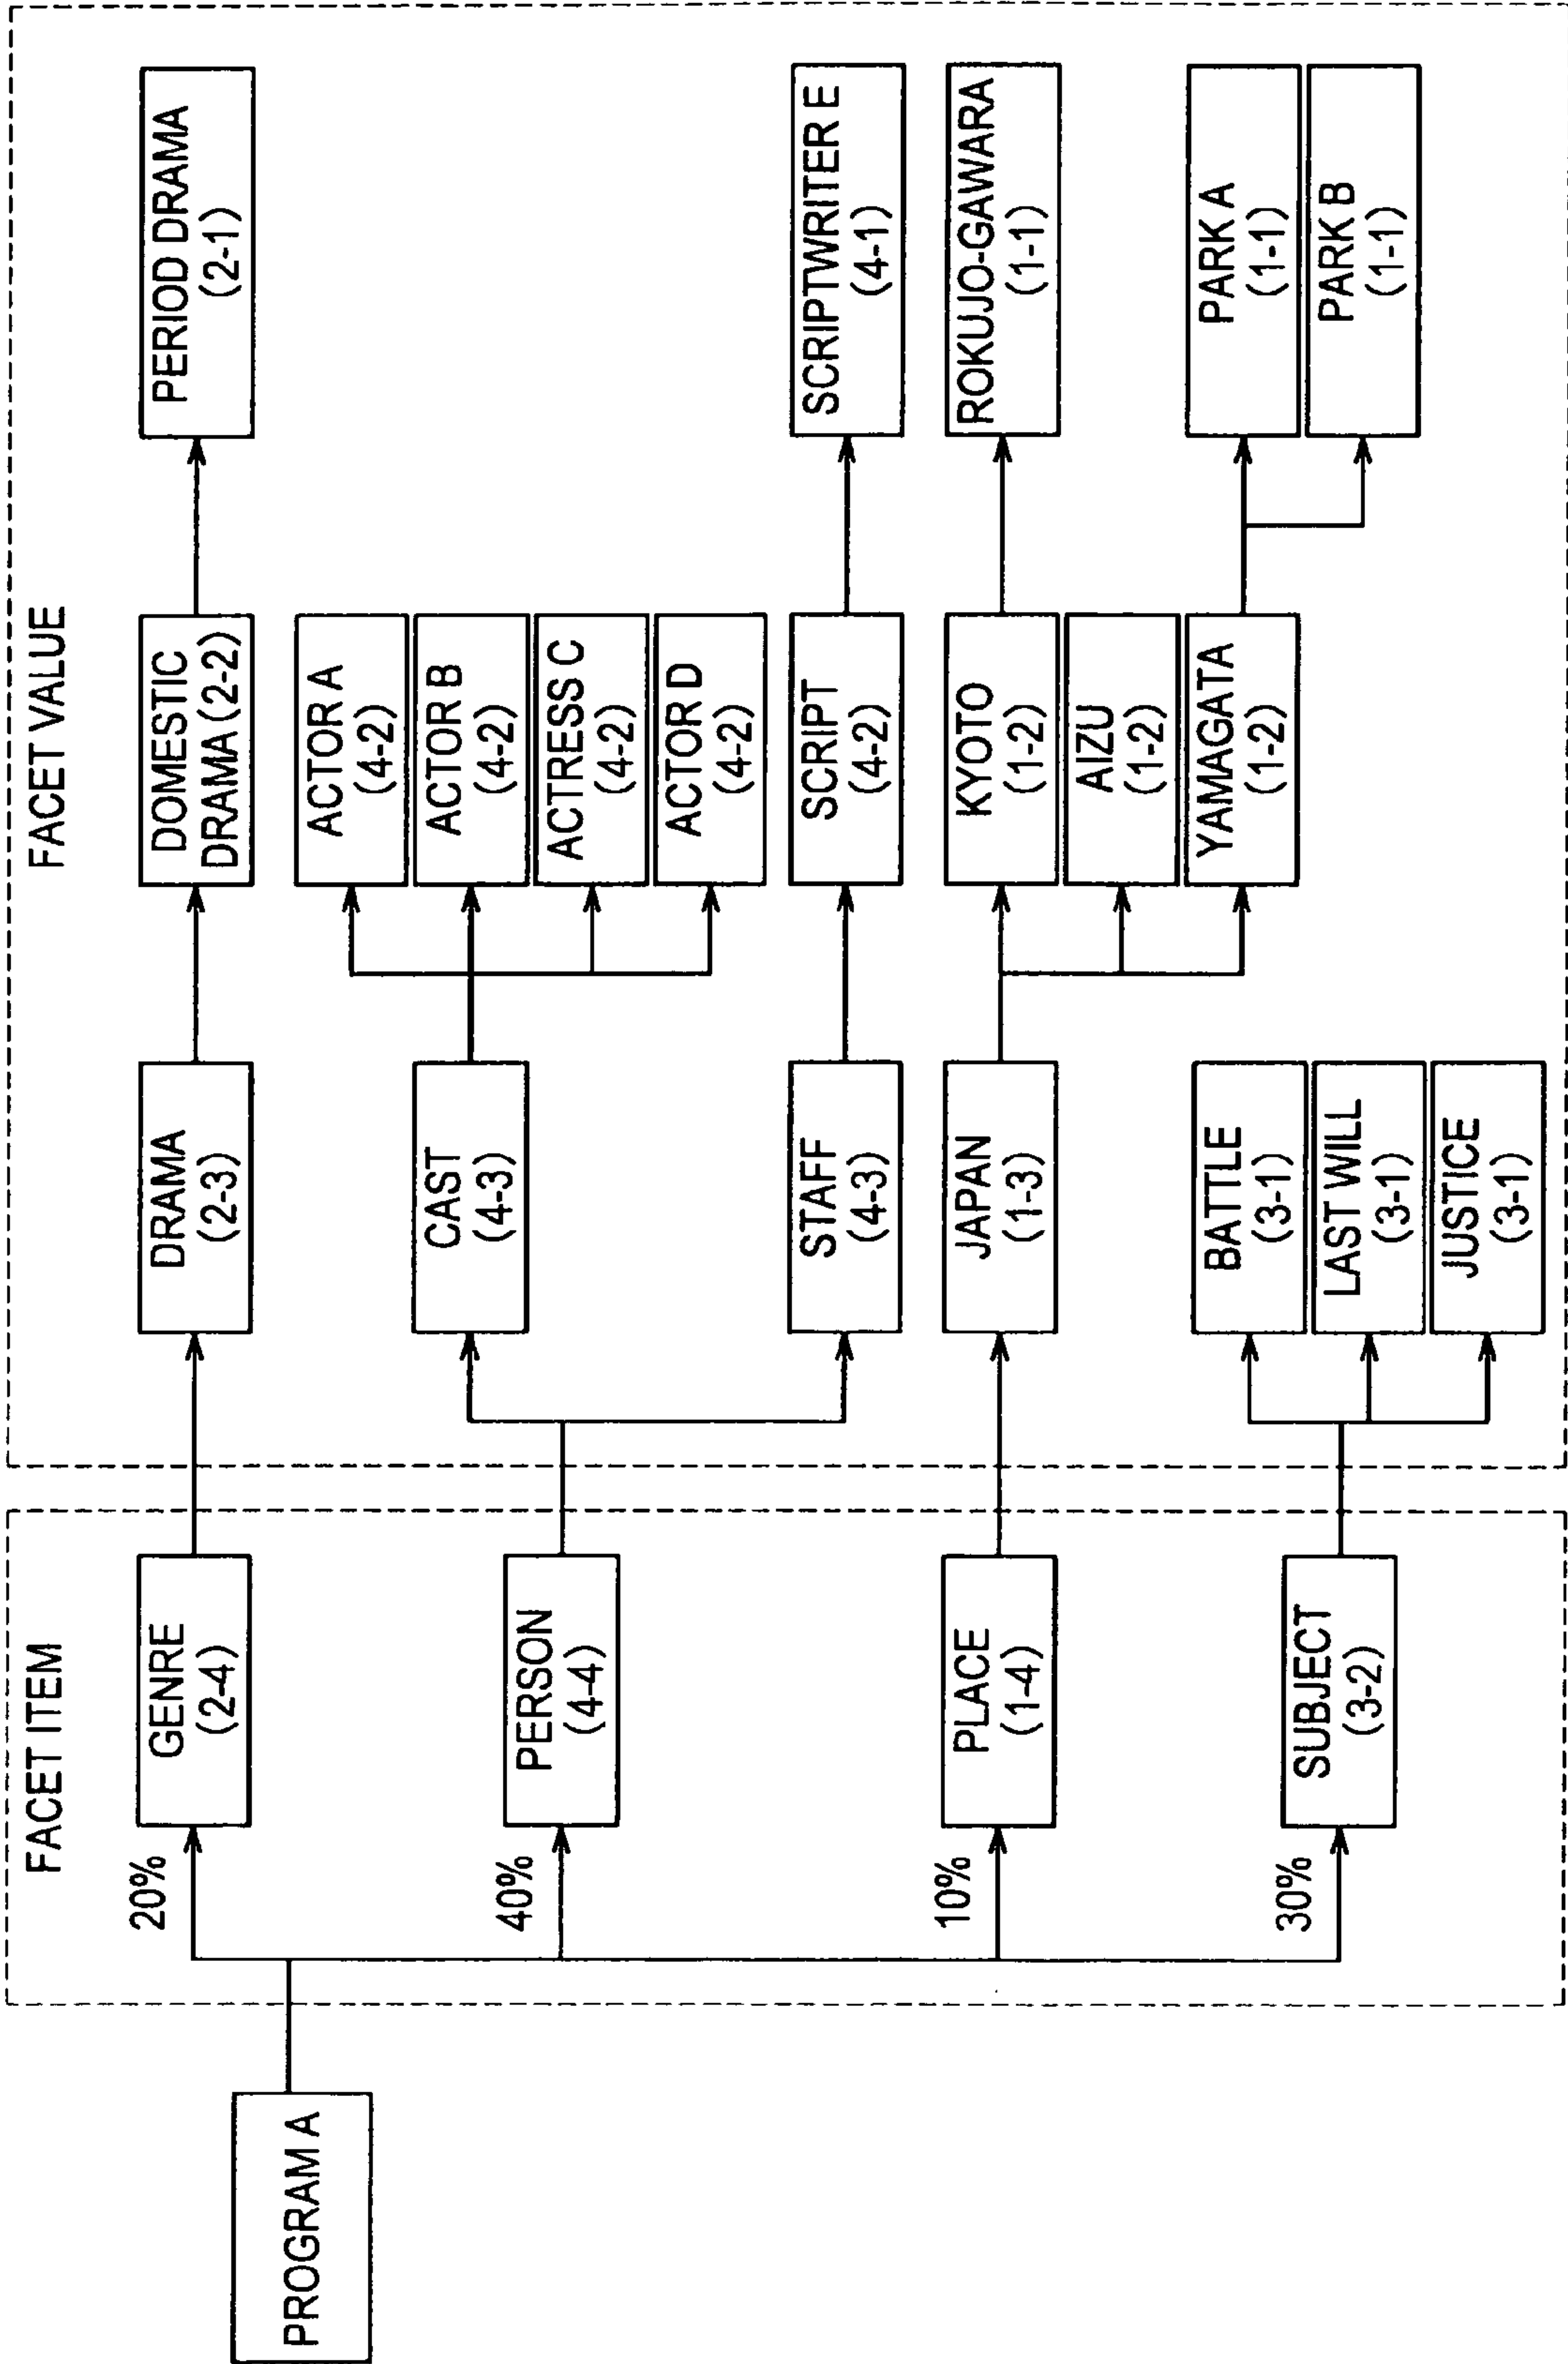 FACET ITEM
FACET VALUE
PROGRAM A
20%
GENRE
(2-4)
DRAMA
(2-3)
DOMESTIC
DRAMA (2-2)
PERIOD DRAMA
(2-1)
40%
PERSON
(4-4)
CAST
(4-3)
ACTOR A
(4-2)
ACTOR B
(4-2)
ACTRESS C
(4-2)
ACTOR D
(4-2)
STAFF
(4-3)
SCRIPT
(4-2)
SCRIPTWRITER E
(4-1)
10%
PLACE
(1-4)
JAPAN
(1-3)
KYOTO
(1-2)
ROKUJO-GAWARA
(1-1)
AIZU
(1-2)
YAMAGATA
(1-2)
PARK A
(1-1)
PARK B
(1-1)
30%
SUBJECT
(3-2)
BATTLE
(3-1)
LAST WILL
(3-1)
JUSTICE
(3-1)